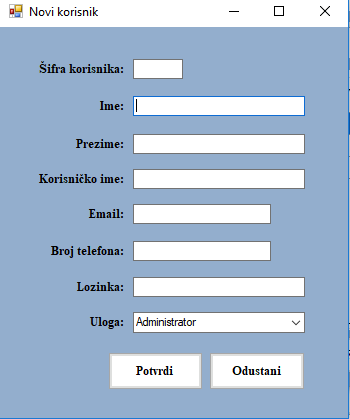 Novi korisnik
Šifra korisnika:
Ime:
Prezime:
Korisničko ime:
Email:
Broj telefona:
Lozinka:
Uloga: Administrator
Potvrdi Odustani